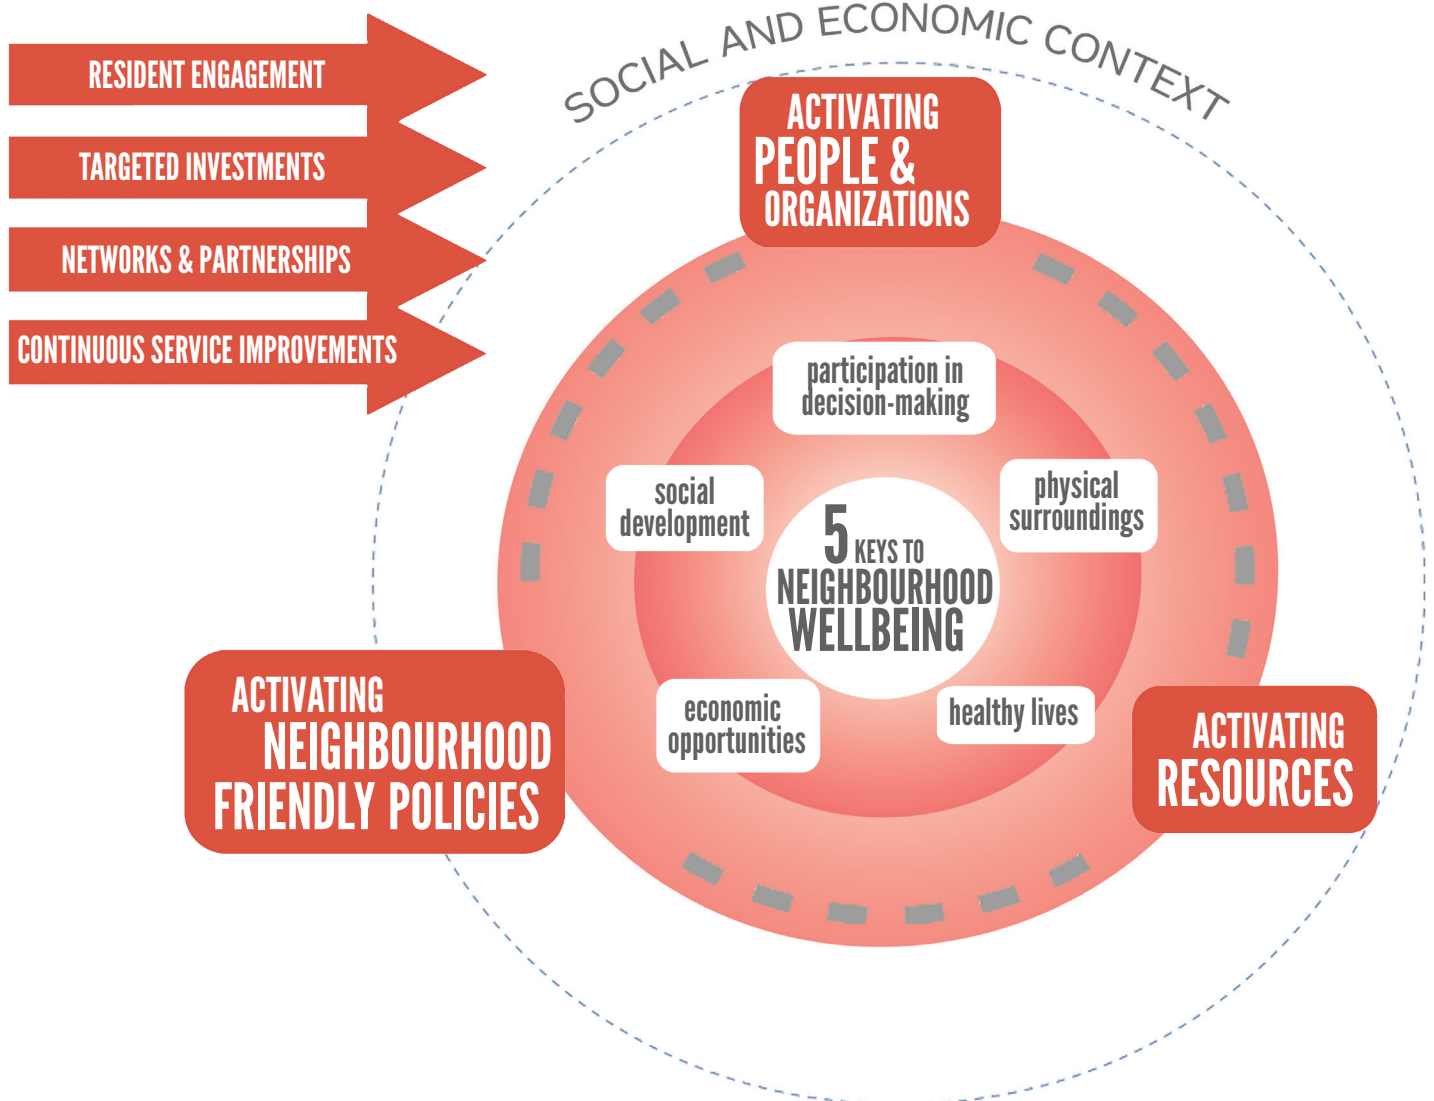 SOCIAL AND ECONOMIC CONTEXT
RESIDENT ENGAGEMENT
TARGETED INVESTMENTS
NETWORKS & PARTNERSHIPS
CONTINUOUS SERVICE IMPROVEMENTS
ACTIVATING
PEOPLE &
ORGANIZATIONS
participation in
decision-making
social
development
physical
surroundings
5 KEYS TO
NEIGHBOURHOOD
WELLBEING
economic
opportunities
healthy lives
ACTIVATING
NEIGHBOURHOOD
FRIENDLY POLICIES
ACTIVATING
RESOURCES